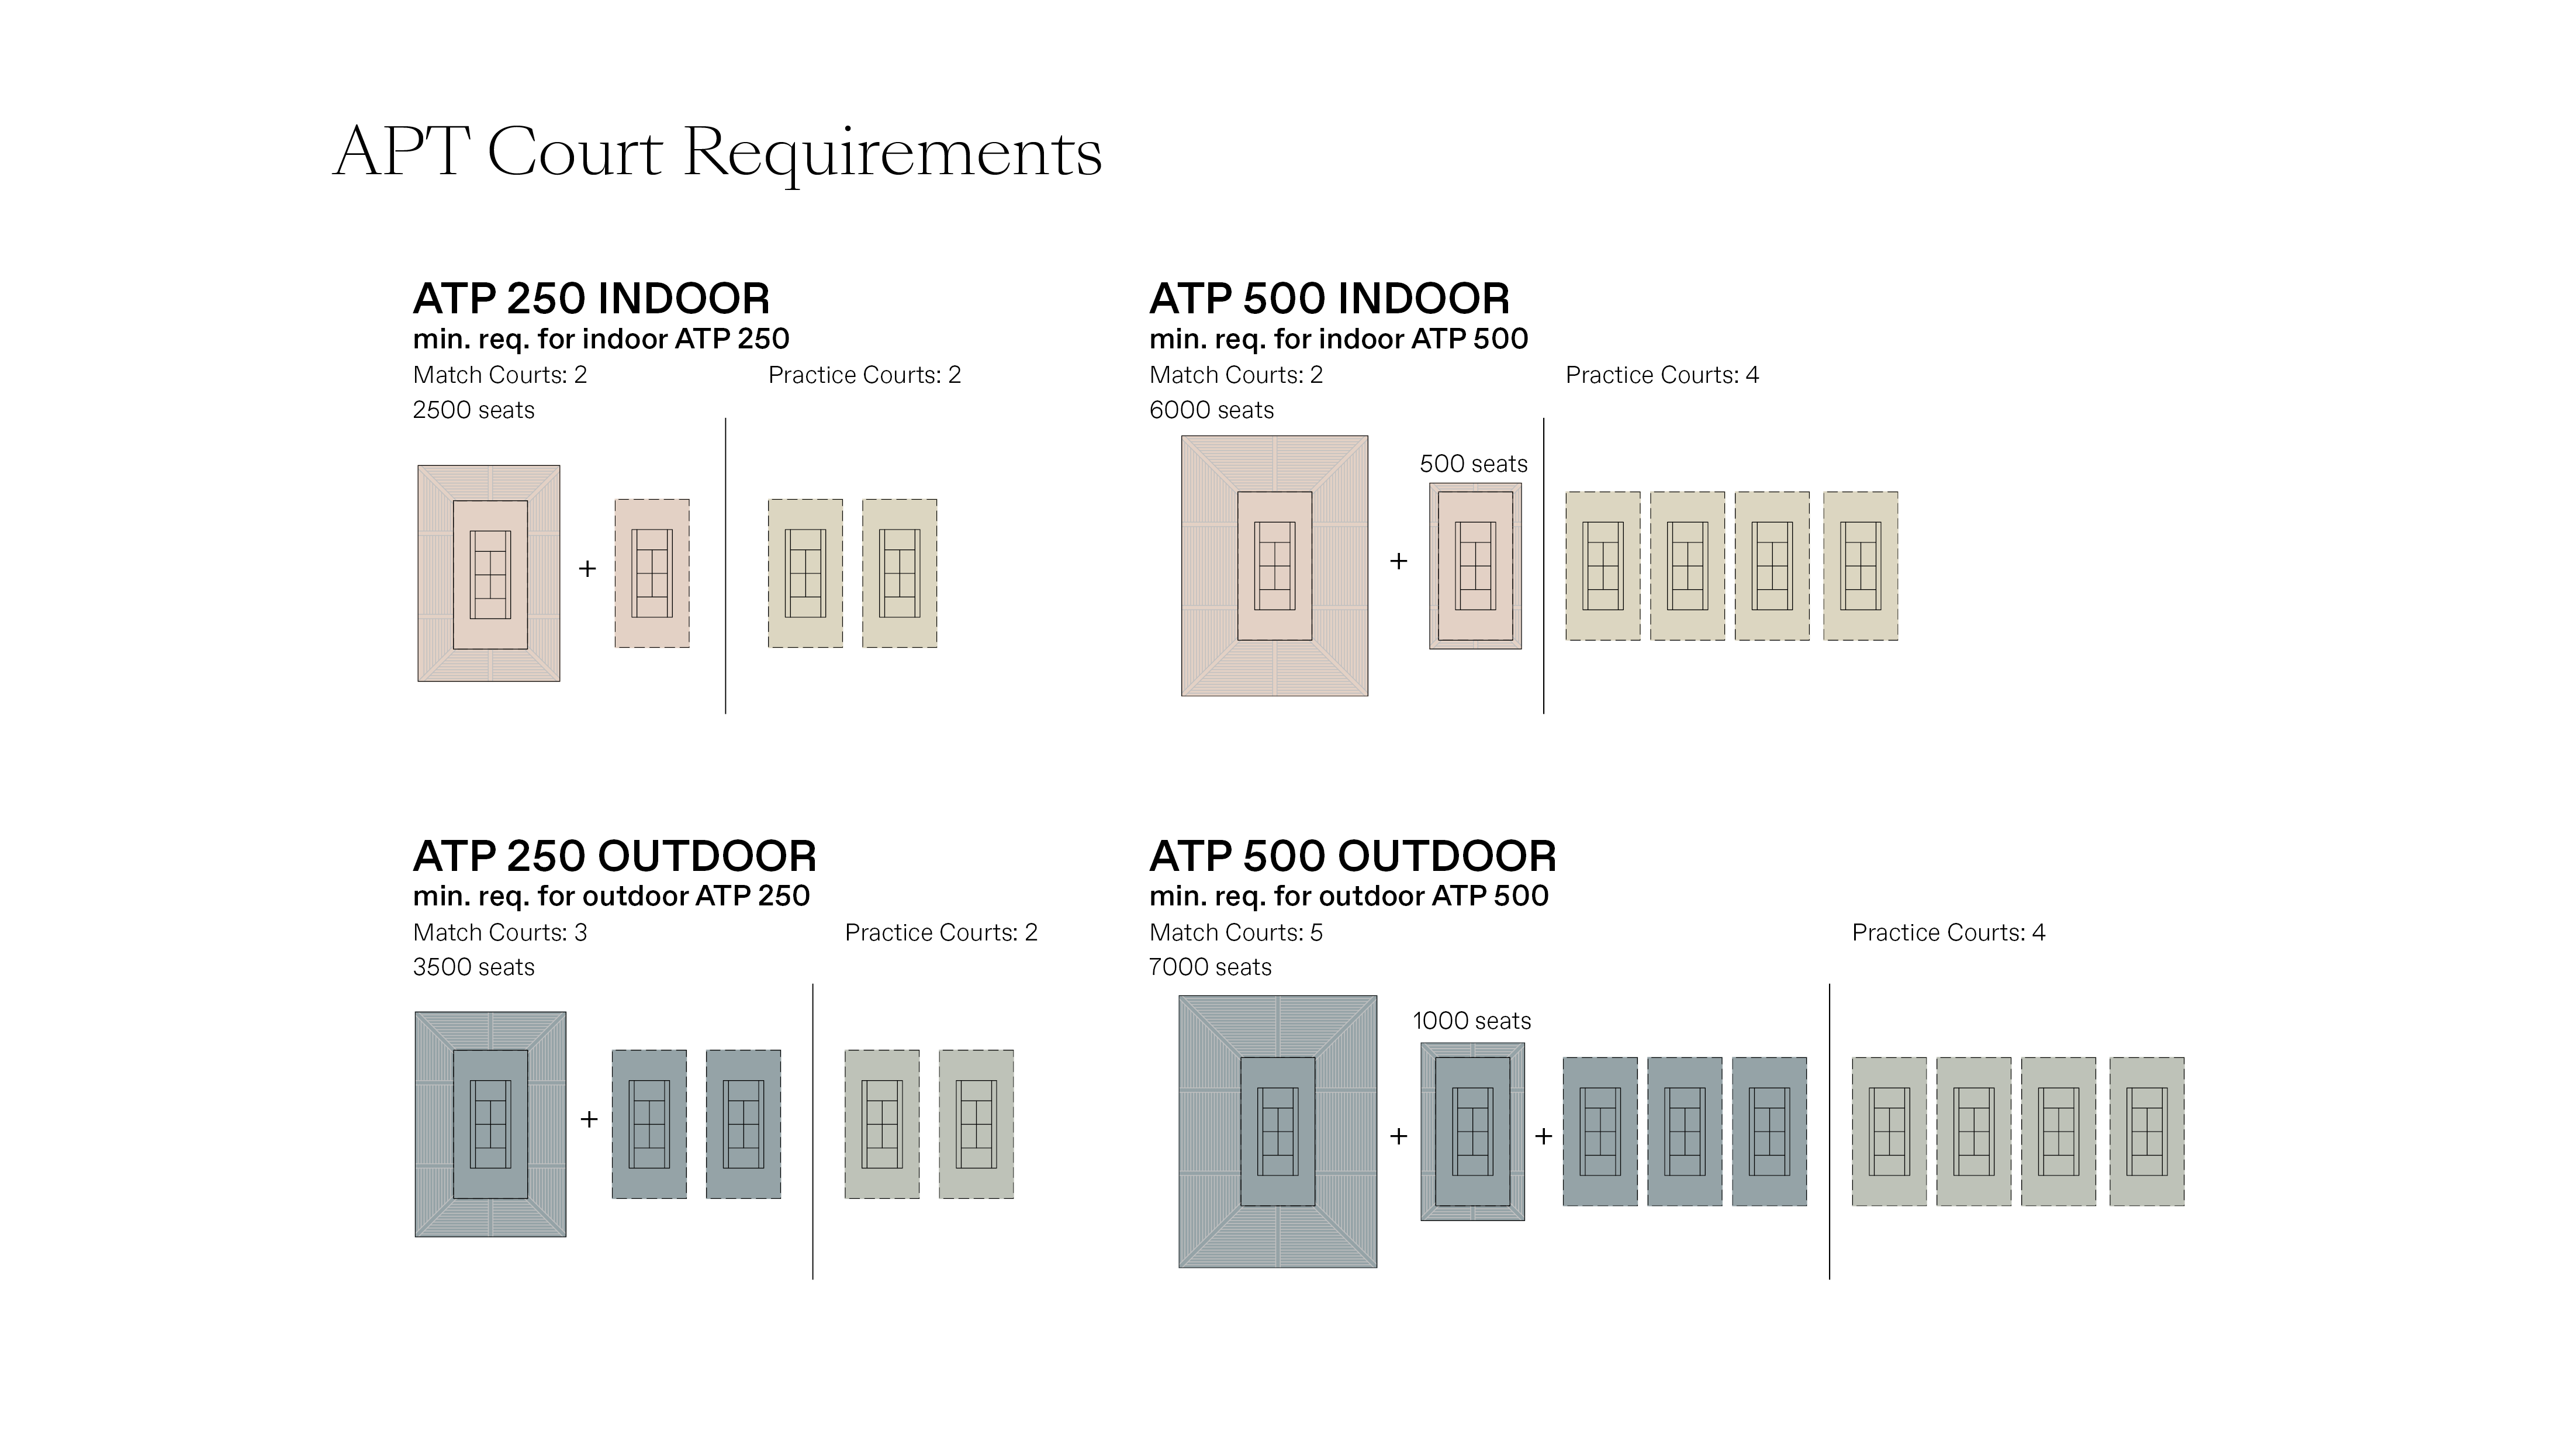 APT Court Requirements
ATP 250 INDOOR
min. req. for indoor ATP 250
Match Courts: 2
Practice Courts: 2
2500 seats
+
ATP 500 INDOOR
min. req. for indoor ATP 500
Match Courts: 2
Practice Courts: 4
6000 seats
500 seats
+
ATP 250 OUTDOOR
min. req. for outdoor ATP 250
Match Courts: 3
Practice Courts: 2
3500 seats
+
ATP 500 OUTDOOR
min. req. for outdoor ATP 500
Match Courts: 5
Practice Courts: 4
7000 seats
1000 seats
+ +